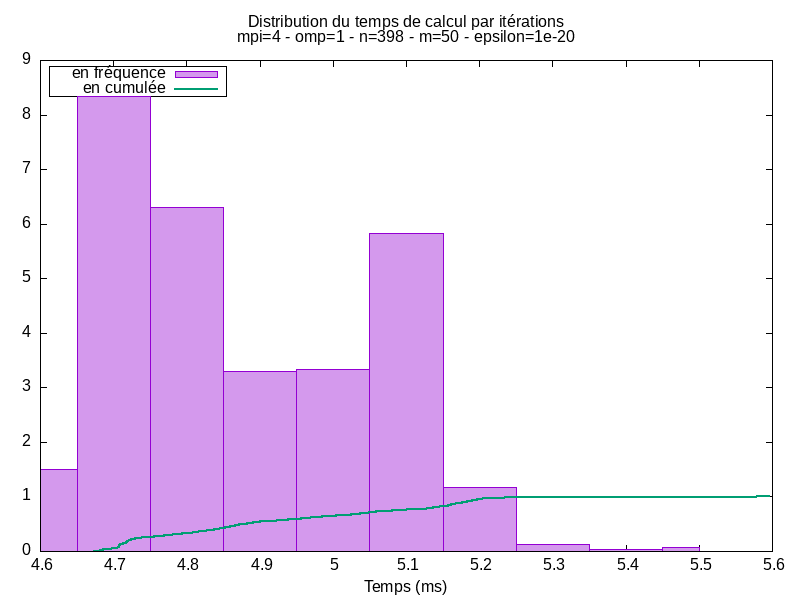 Distribution du temps de calcul par itérations
mpi=4 - omp=1 - n=398 - m=50 - epsilon=1e-20
en fréquence
en cumulée
9
8
7
6
5
4
3
2
1
0
4.6 4.7 4.8 4.9 5 5.1 5.2 5.3 5.4 5.5 5.6
Temps (ms)